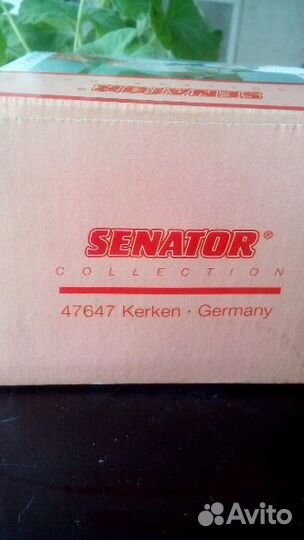 SENATOR®
COLLECTION
47647 Kerken · Germany
Avito